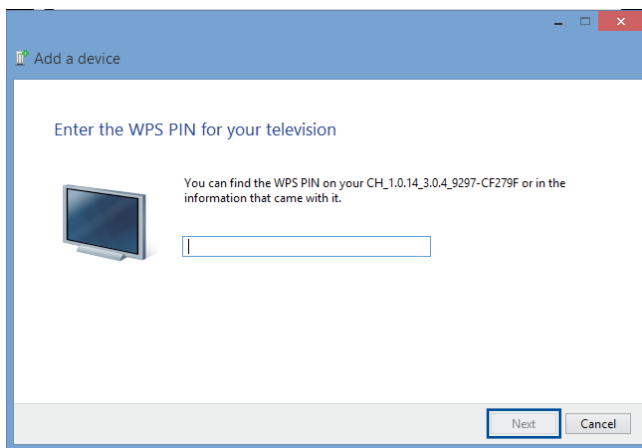 Add a device
Enter the WPS PIN for your television
You can find the WPS PIN on your CH_1.0.14_3.0.4_9297-CF279F or in the
information that came with it.
Next
Cancel